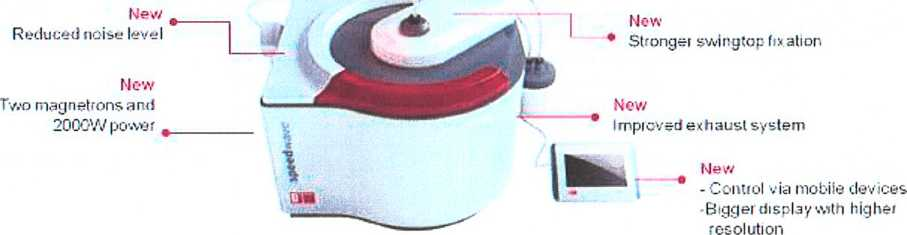 New
Reduced noise level
New
Two magnetrons and
2000W power
New
Stronger swingtop fixation
New
Improved exhaust system
New
- Control via mobile devices
-Bigger display with higher
resolution
speedwave